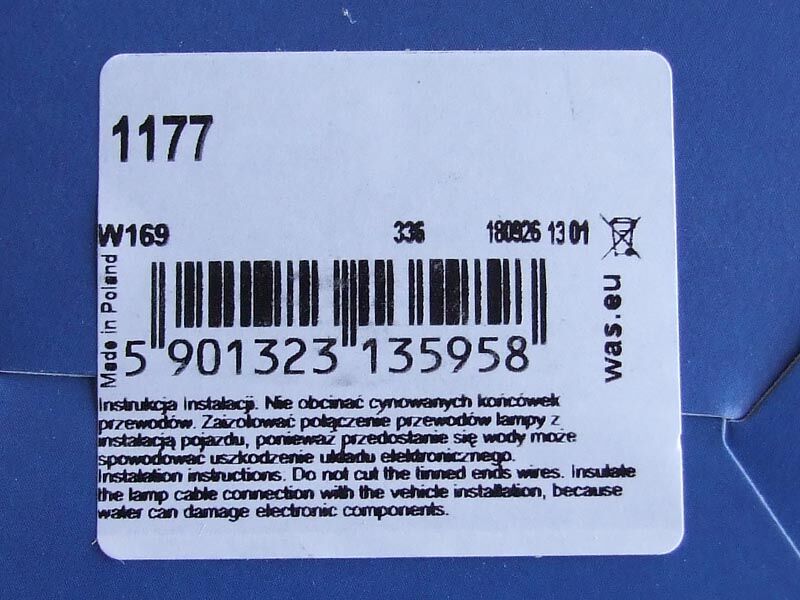 1177
W169 336 180926 13 01
Made in Poland
was.eu
5 901323 135958
Instrukcja Instalacji. Nie obcinać cynowanych końcówek
przewodów. Zaizolować połączenie przewodów lampy z
instalacją pojazdu, ponieważ przedostanie się wody może
spowodować uszkodzenie układu elektronicznego.
Instalation instructions. Do not cut the tinned ends wires. Insulate
the lamp cable connection with the vehicle installation, because
water can damage electronic components.